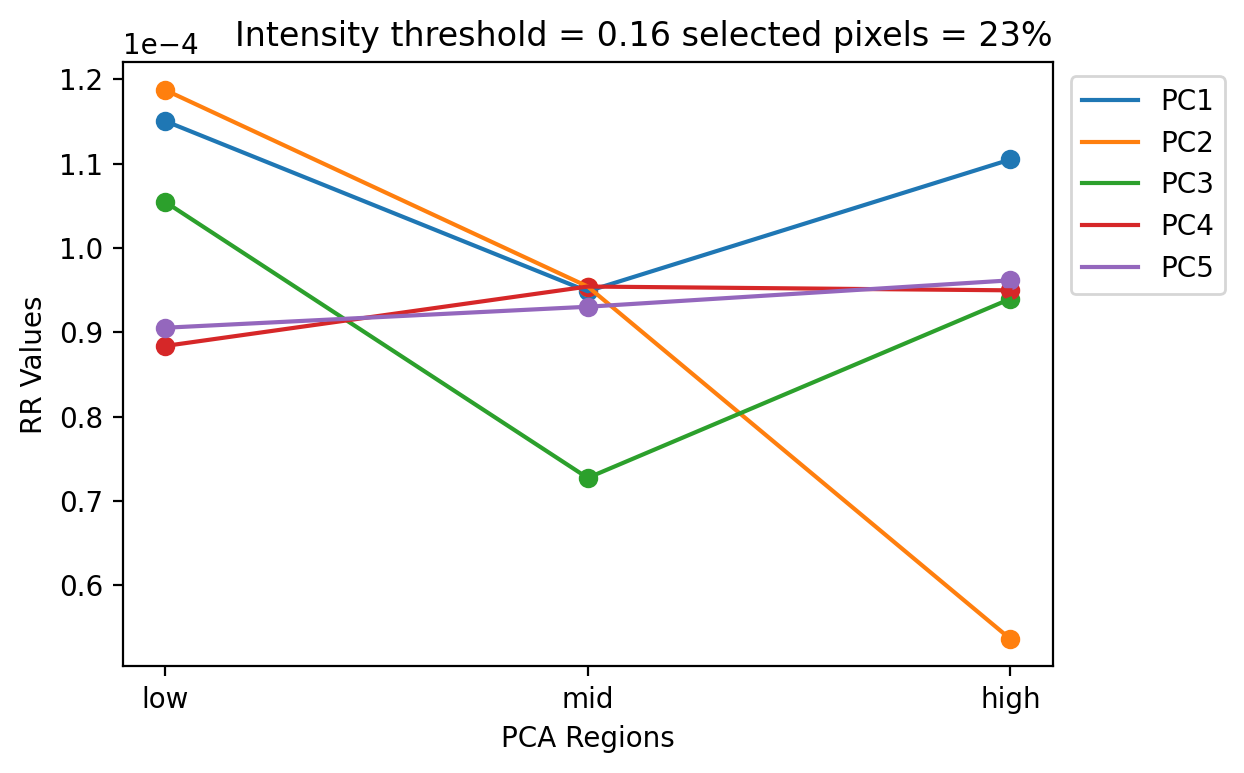 Intensity threshold = 0.16 selected pixels = 23%
1e−4
1.2
1.1
1.0
0.9
0.8
0.7
0.6
RR Values
low
mid
high
PCA Regions
PC1
PC2
PC3
PC4
PC5